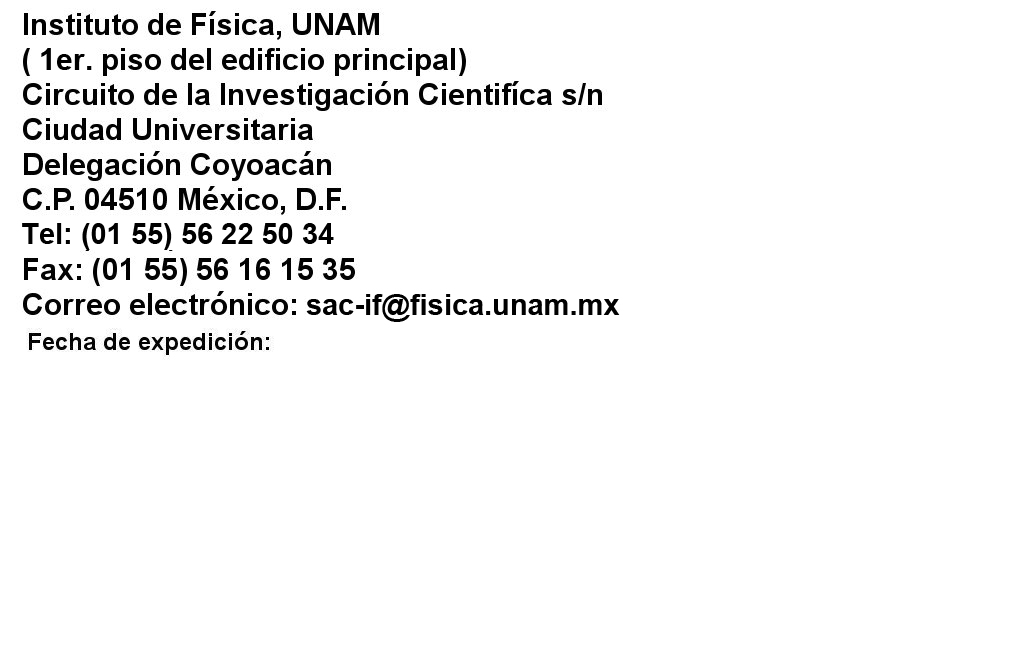 Instituto de Física, UNAM
( 1er. piso del edificio principal)
Circuito de la Investigación Cientifíca s/n
Ciudad Universitaria
Delegación Coyoacán
C.P. 04510 México, D.F.
Tel: (01 55) 56 22 50 34
Fax: (01 55) 56 16 15 35
Correo electrónico: sac-if@fisica.unam.mx
Fecha de expedición: